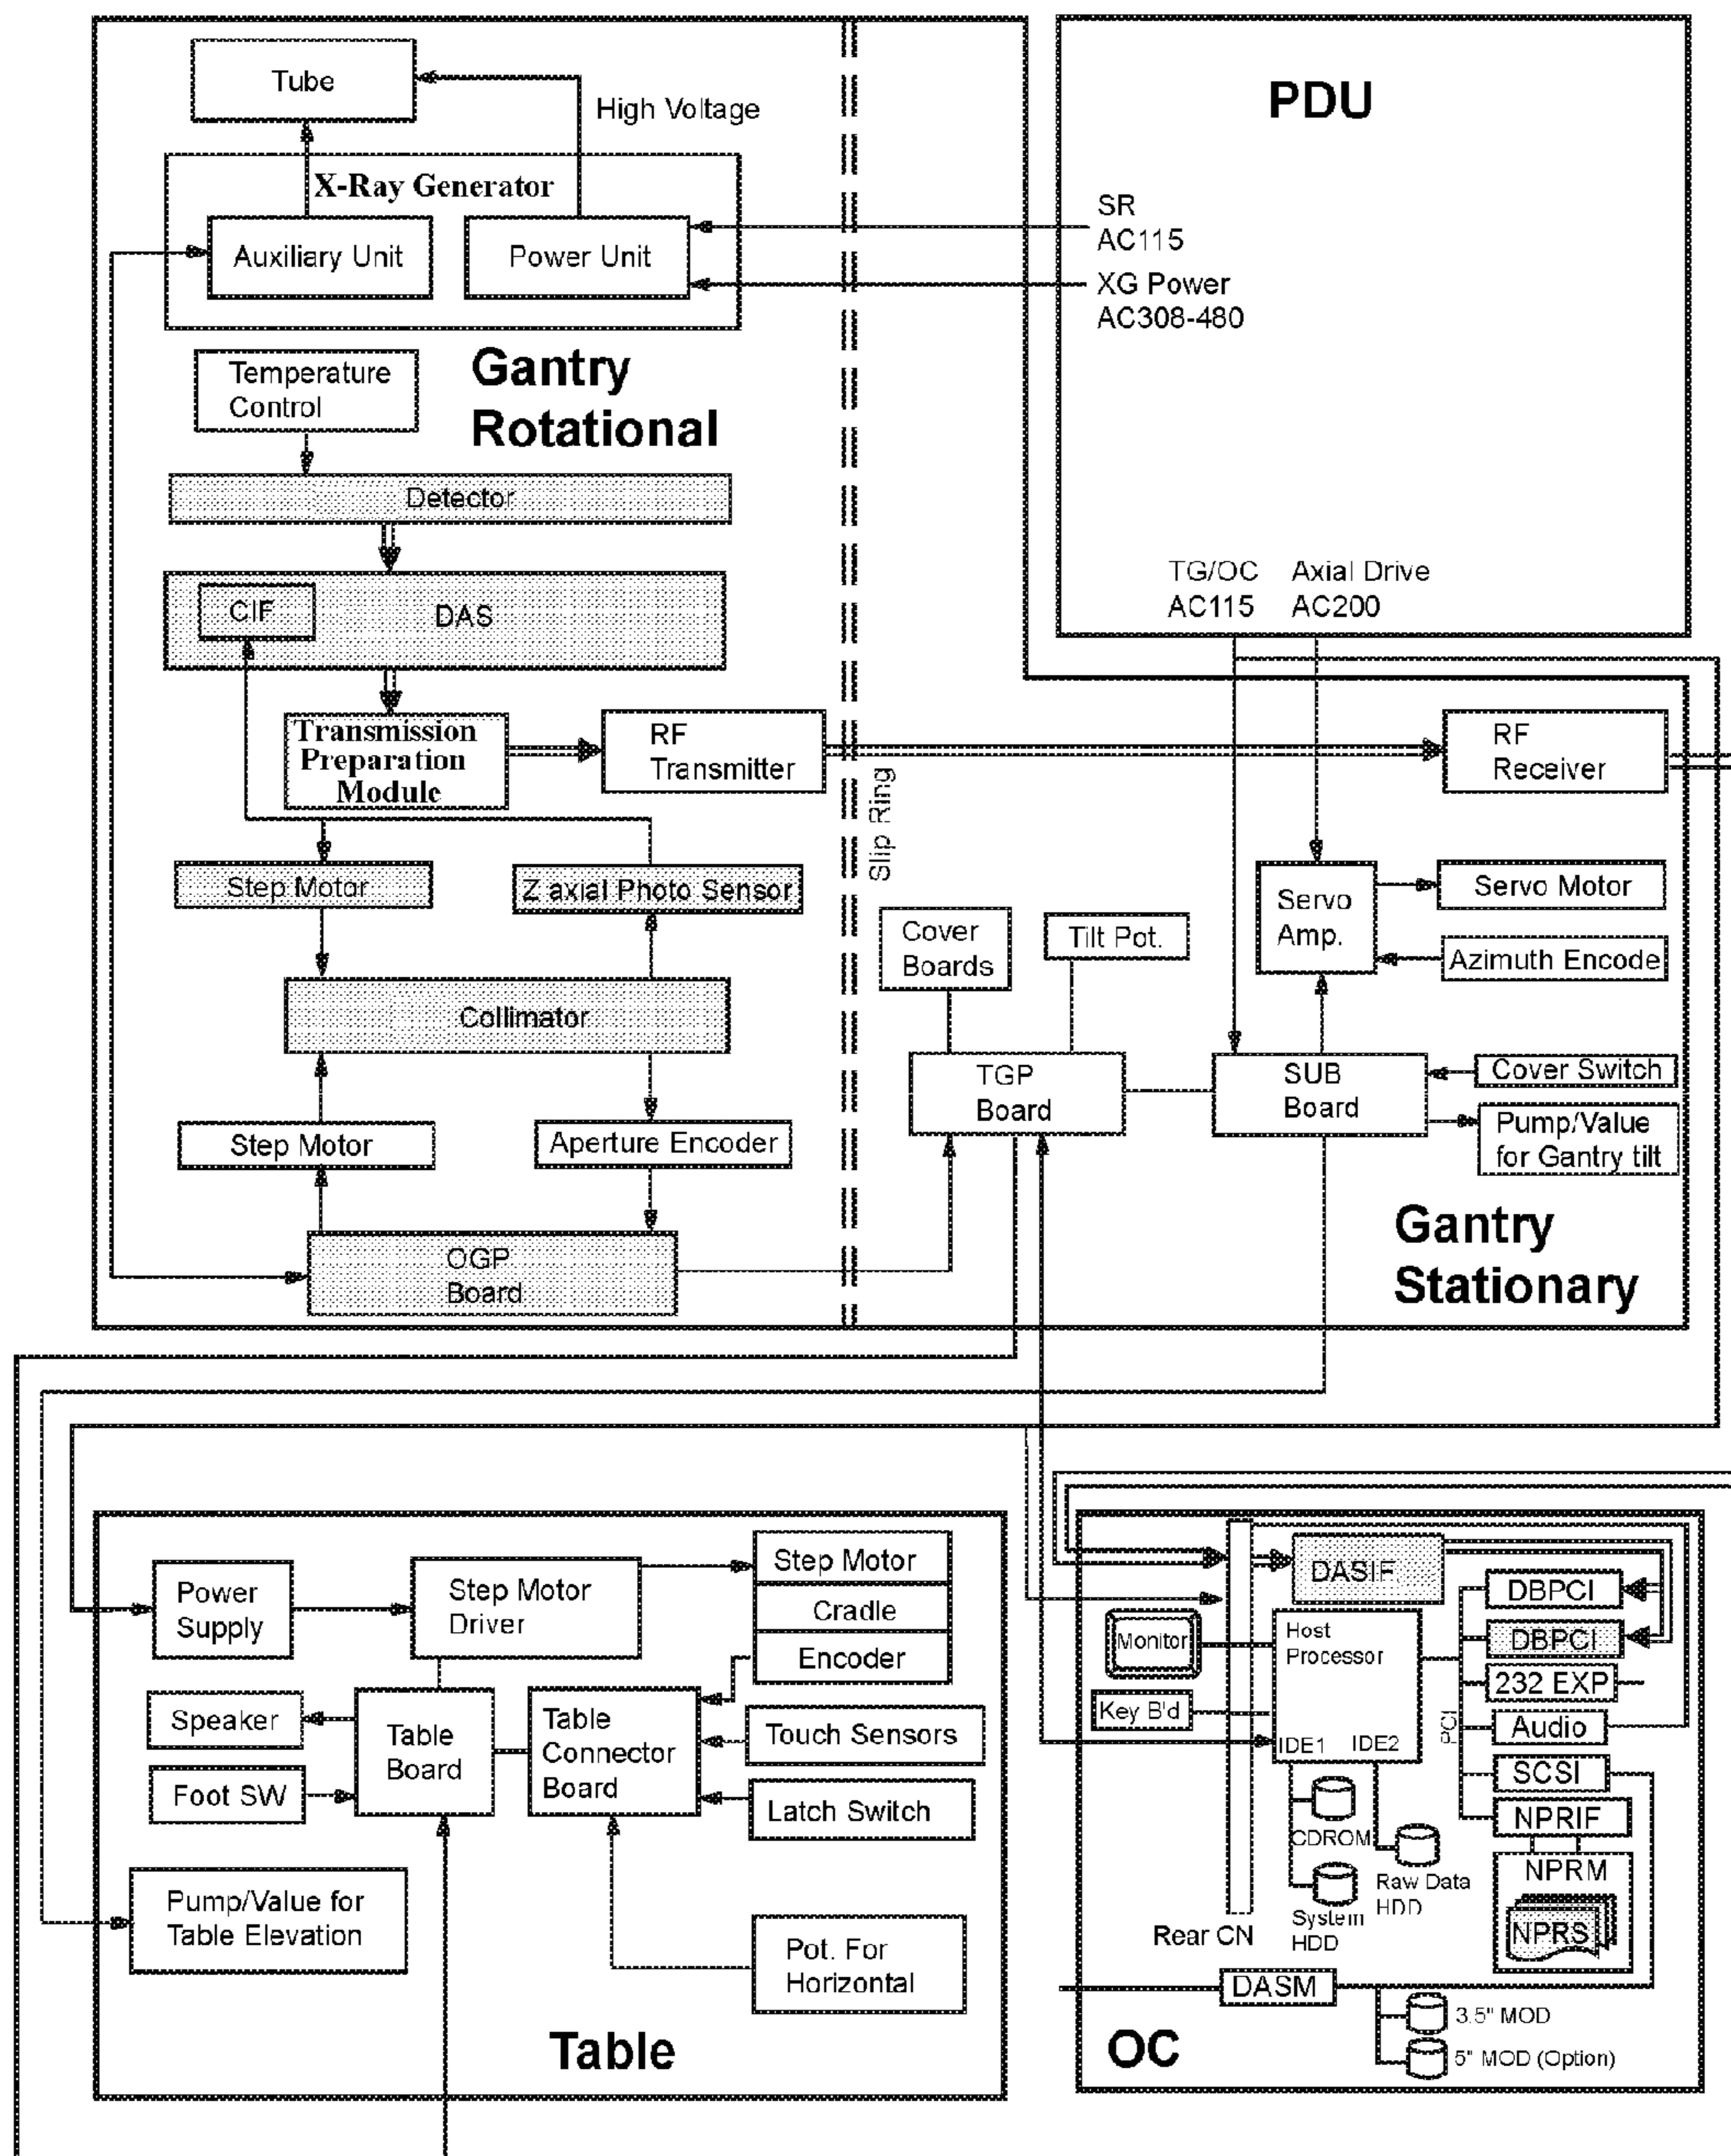 Tube
High Voltage
X-Ray Generator
Auxiliary Unit
Power Unit
Temperature
Control
Gantry
Rotational
Detector
CIF
DAS
Transmission
Preparation
Module
RF
Transmitter
Step Motor
Z axial Photo Sensor
Collimator
Step Motor
Aperture Encoder
OGP
Board
Slip Ring
PDU
SR
AC115
XG Power
AC308-480
TG/OC
AC115
Axial Drive
AC200
RF
Receiver
Cover
Boards
Tilt Pot.
Servo
Amp.
Servo Motor
Azimuth Encode
TGP
Board
SUB
Board
Cover Switch
Pump/Value
for Gantry tilt
Gantry
Stationary
Power
Supply
Step Motor
Driver
Step Motor
Cradle
Encoder
Speaker
Foot SW
Table
Board
Table
Connector
Board
Touch Sensors
Latch Switch
Pump/Value for
Table Elevation
Pot. For
Horizontal
Table
DASIF
Monitor
Host
Processor
Key B'd
IDE1
IDE2
PCI
DBPCI
DBPCI
232 EXP
Audio
SCSI
NPRIF
NPRM
NPRS
CDROM
System
HDD
Raw Data
HDD
Rear CN
DASM
3.5" MOD
5" MOD (Option)
OC